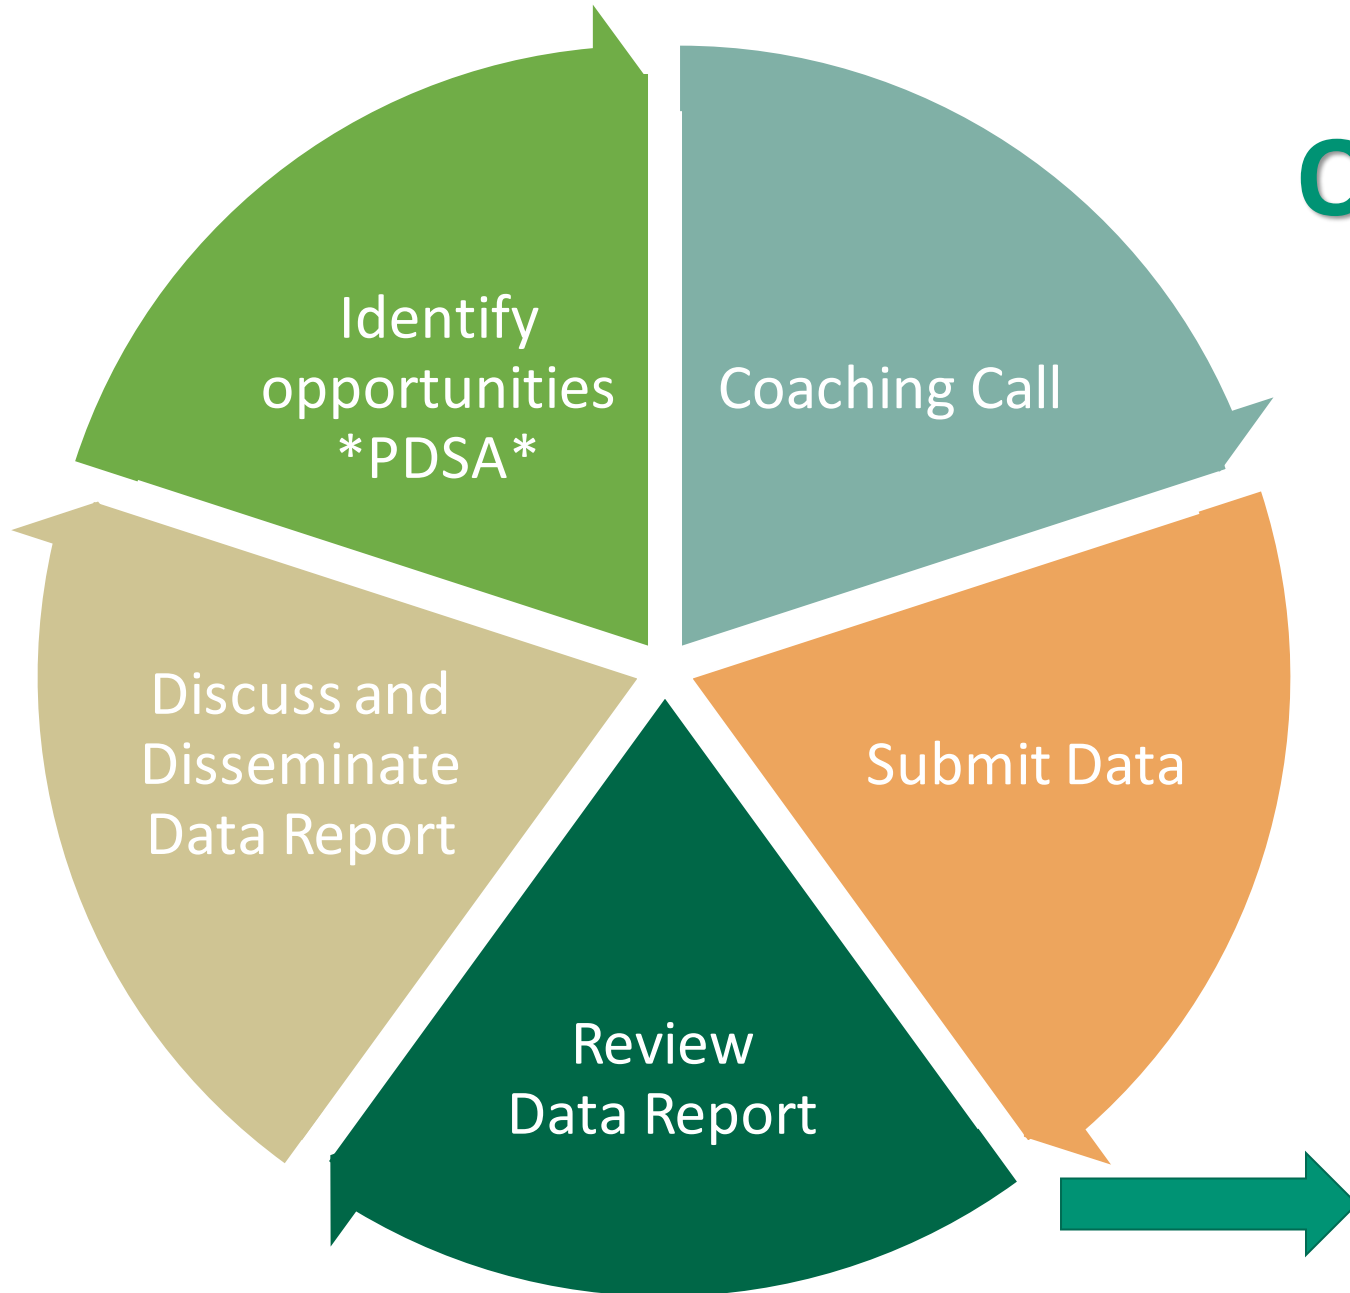 Identify
opportunities
*PDSA*
Coaching Call
Submit Data
Review
Data Report
Discuss and
Disseminate
Data Report